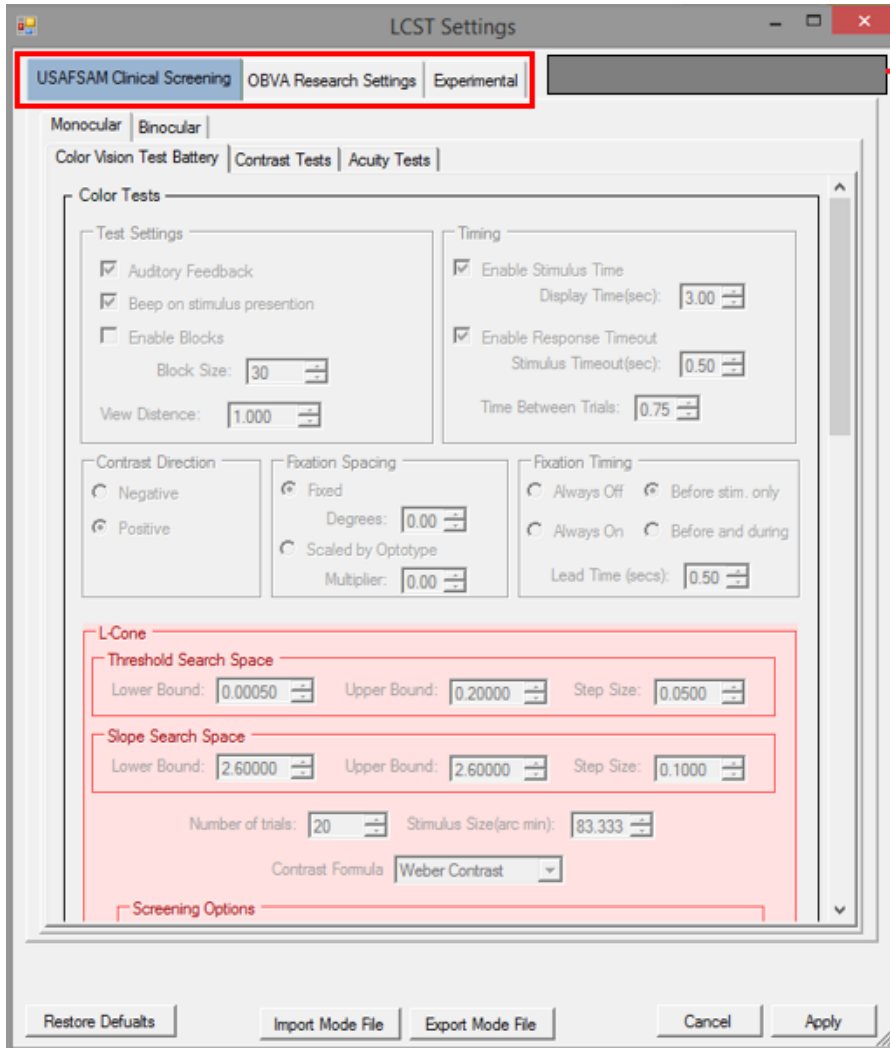 LCST Settings
USAFSAM Clinical Screening OBVA Research Settings Experimental
Monocular Binocular
Color Vision Test Battery Contrast Tests Acuity Tests
Color Tests
Test Settings
Auditory Feedback
Beep on stimulus presention
Enable Blocks
Block Size: 30
View Distence: 1.000
Timing
Enable Stimulus Time
Display Time(sec): 3.00
Enable Response Timeout
Stimulus Timeout(sec): 0.50
Time Between Trials: 0.75
Contrast Direction
Negative
Positive
Fixation Spacing
Fixed
Degrees: 0.00
Scaled by Optotype
Multiplier: 0.00
Fixation Timing
Always Off Before stim. only
Always On Before and during
Lead Time (secs): 0.50
L-Cone
Threshold Search Space
Lower Bound: 0.00050 Upper Bound: 0.20000 Step Size: 0.0500
Slope Search Space
Lower Bound: 2.60000 Upper Bound: 2.60000 Step Size: 0.1000
Number of trials: 20 Stimulus Size(arc min): 83.333
Contrast Formula Weber Contrast
Screening Options
Restore Defualts Import Mode File Export Mode File Cancel Apply